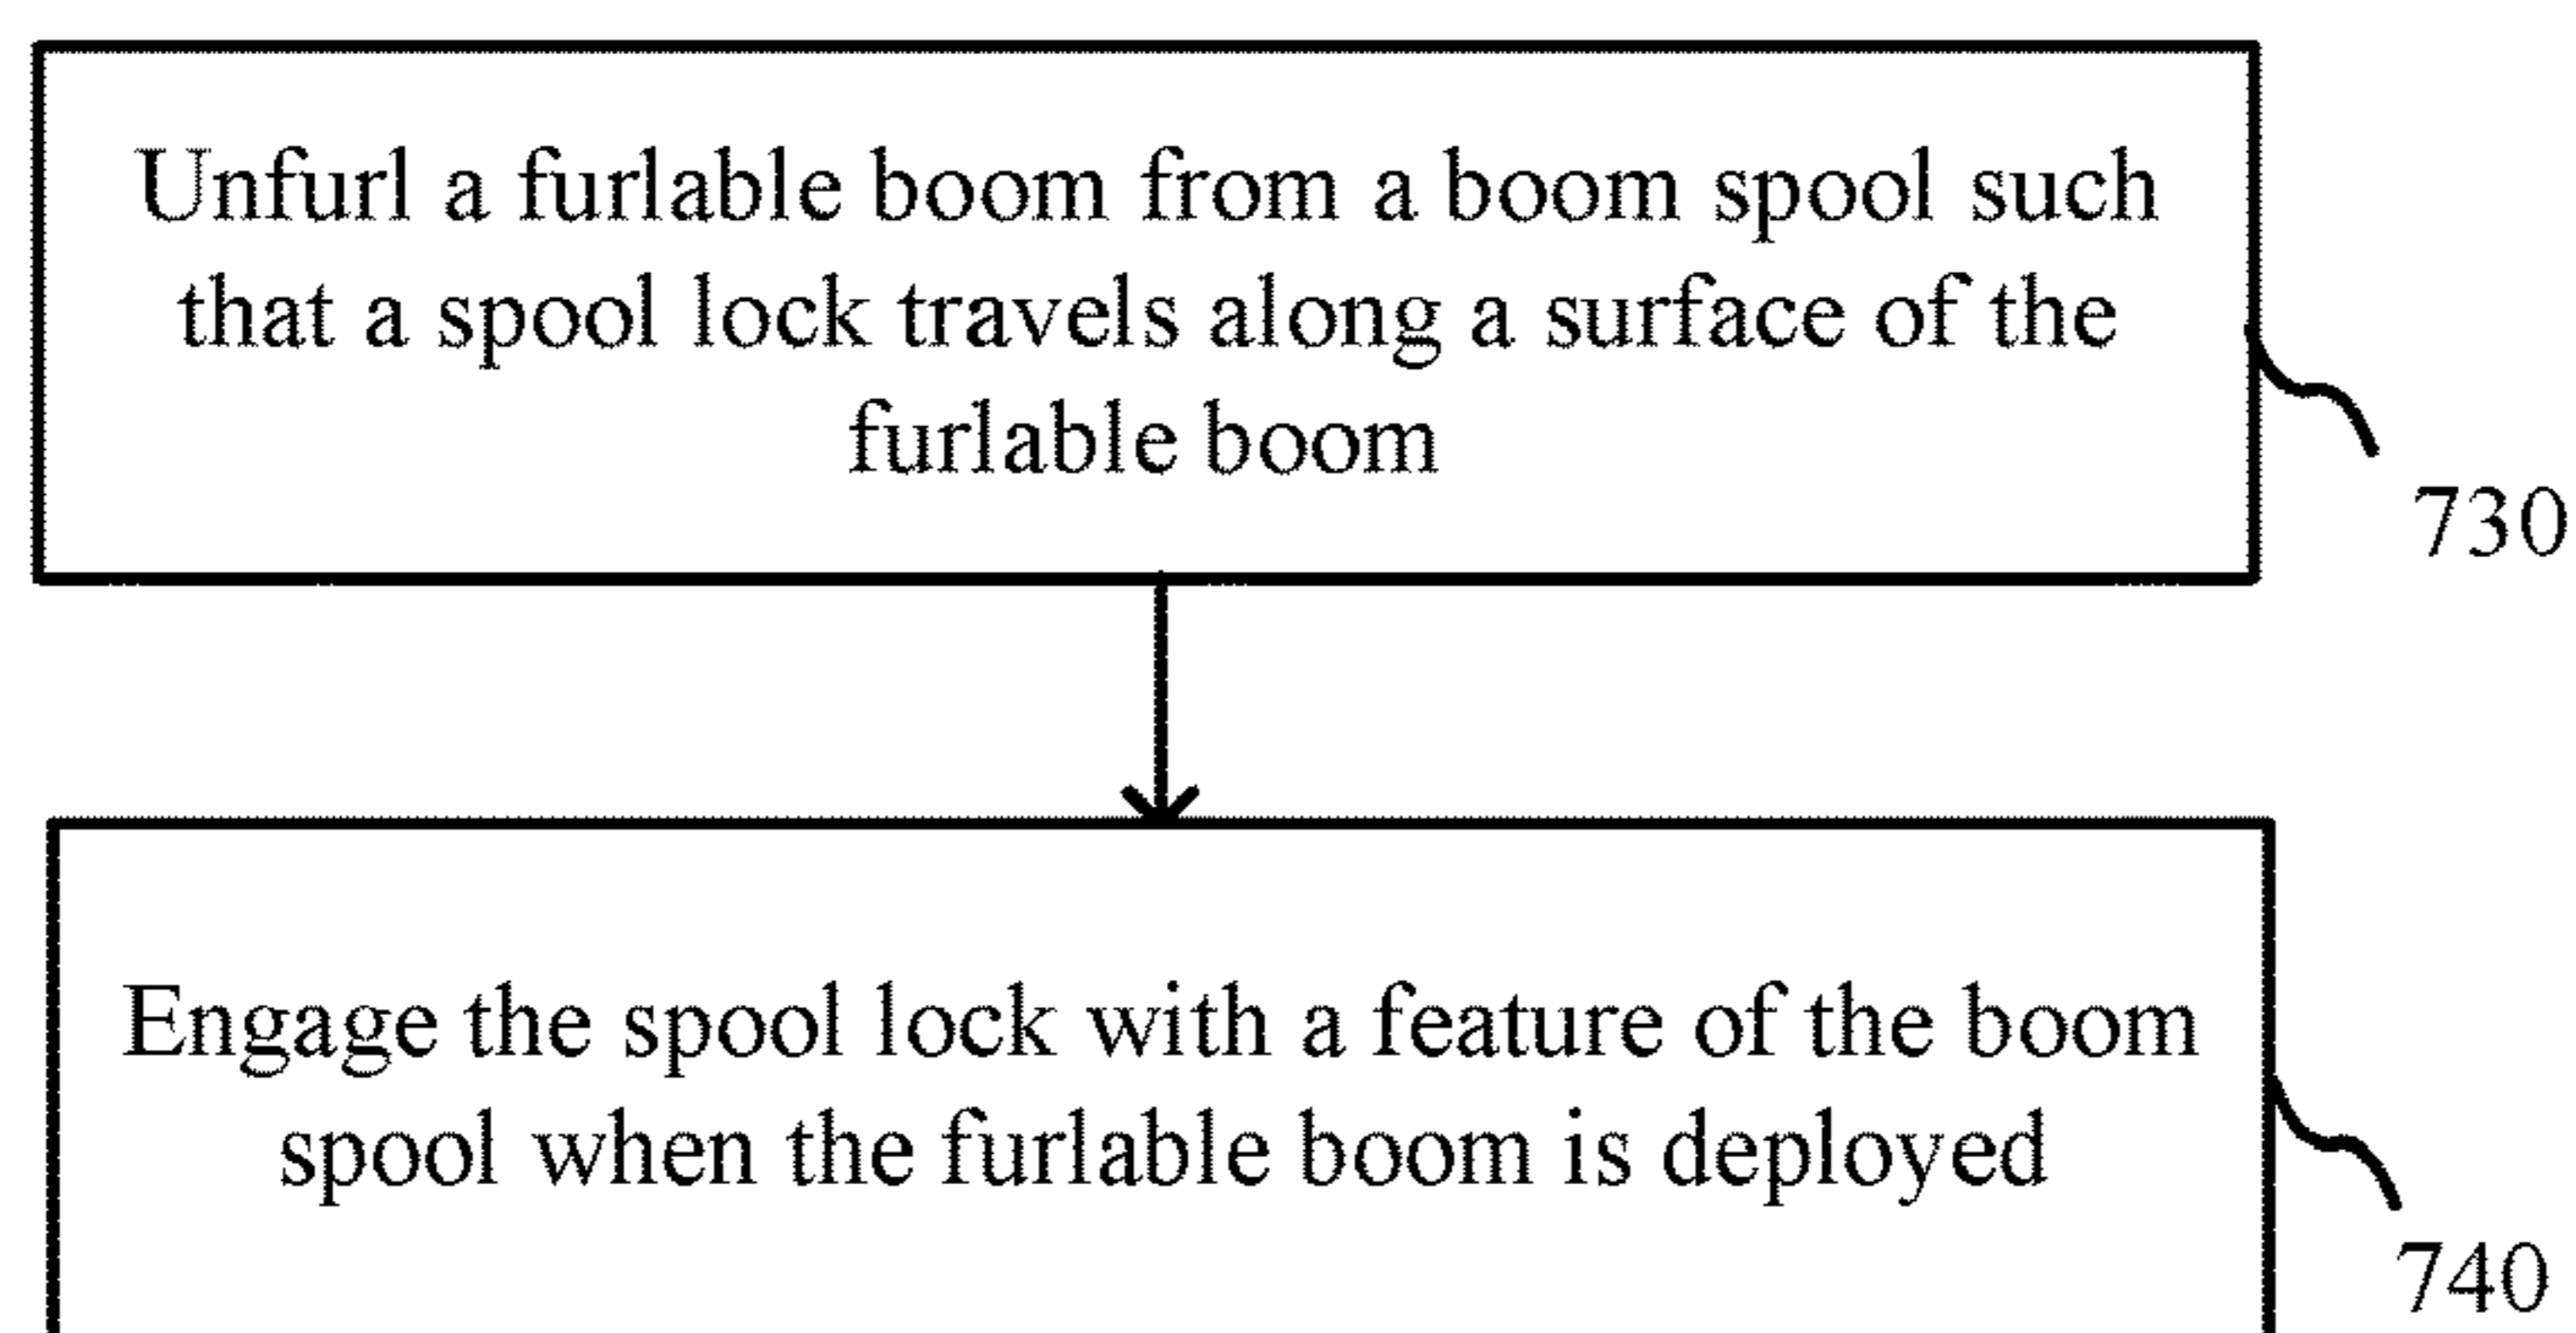 Unfurl a furlable boom from a boom spool such
that a spool lock travels along a surface of the
furlable boom
730
Engage the spool lock with a feature of the boom
spool when the furlable boom is deployed
740